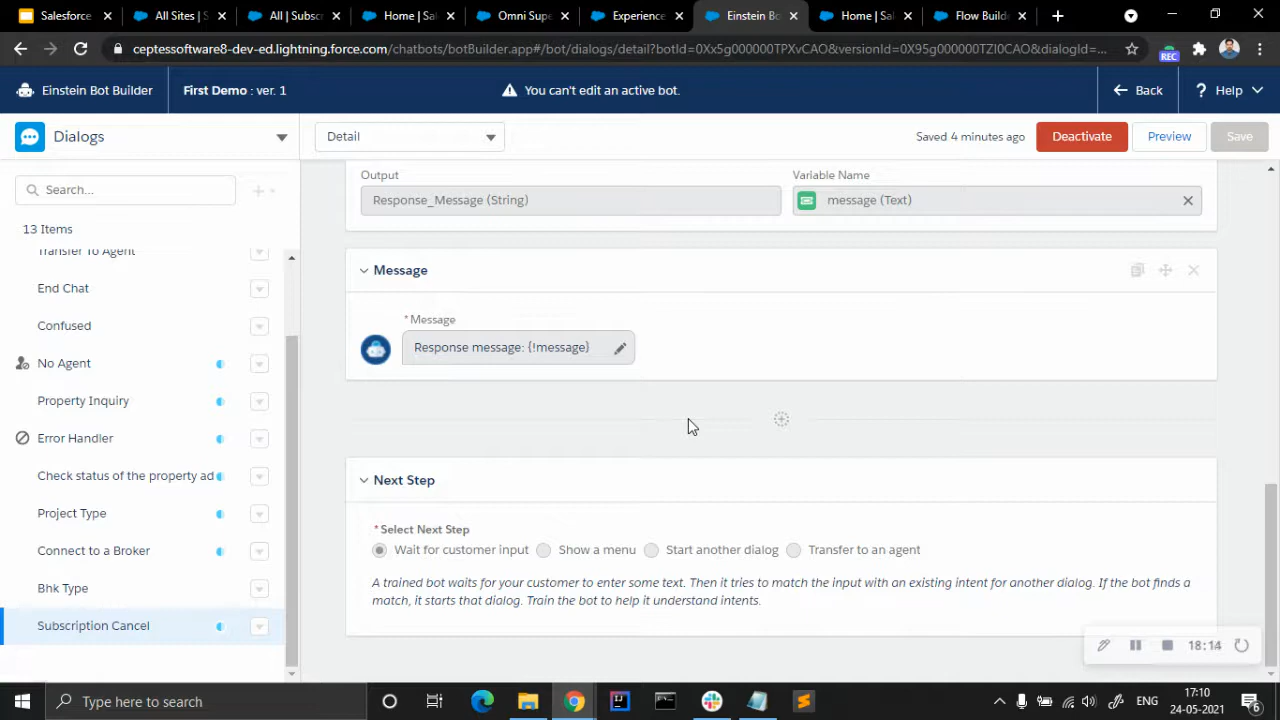 Salesforce
All Sites | S
All | Subsc
Home | Sal
Omni Supe
Experience
Einstein Bo
Home | Sal
Flow Build
ceptessoftware8-dev-ed.lightning.force.com/chatbots/botBuilder.app#/bot/dialogs/detail?botId=0Xx5g000000TPXvCAO&versionId=0X95g000000TZI0CAO&dialogId=...
REC
Einstein Bot Builder
First Demo : ver. 1
You can't edit an active bot.
Back
? Help
Dialogs
Detail
Saved 4 minutes ago
Deactivate
Preview
Save
Search...
13 Items
Transfer To Agent
End Chat
Confused
No Agent
Property Inquiry
Error Handler
Check status of the property ad
Project Type
Connect to a Broker
Bhk Type
Subscription Cancel
Output
Variable Name
Response_Message (String)
message (Text)
Message
*Message
Response message: {!message}
Next Step
*Select Next Step
Wait for customer input
Show a menu
Start another dialog
Transfer to an agent
A trained bot waits for your customer to enter some text. Then it tries to match the input with an existing intent for another dialog. If the bot finds a
match, it starts that dialog. Train the bot to help it understand intents.
18:14
Type here to search
ENG
17:10
24-05-2021
6